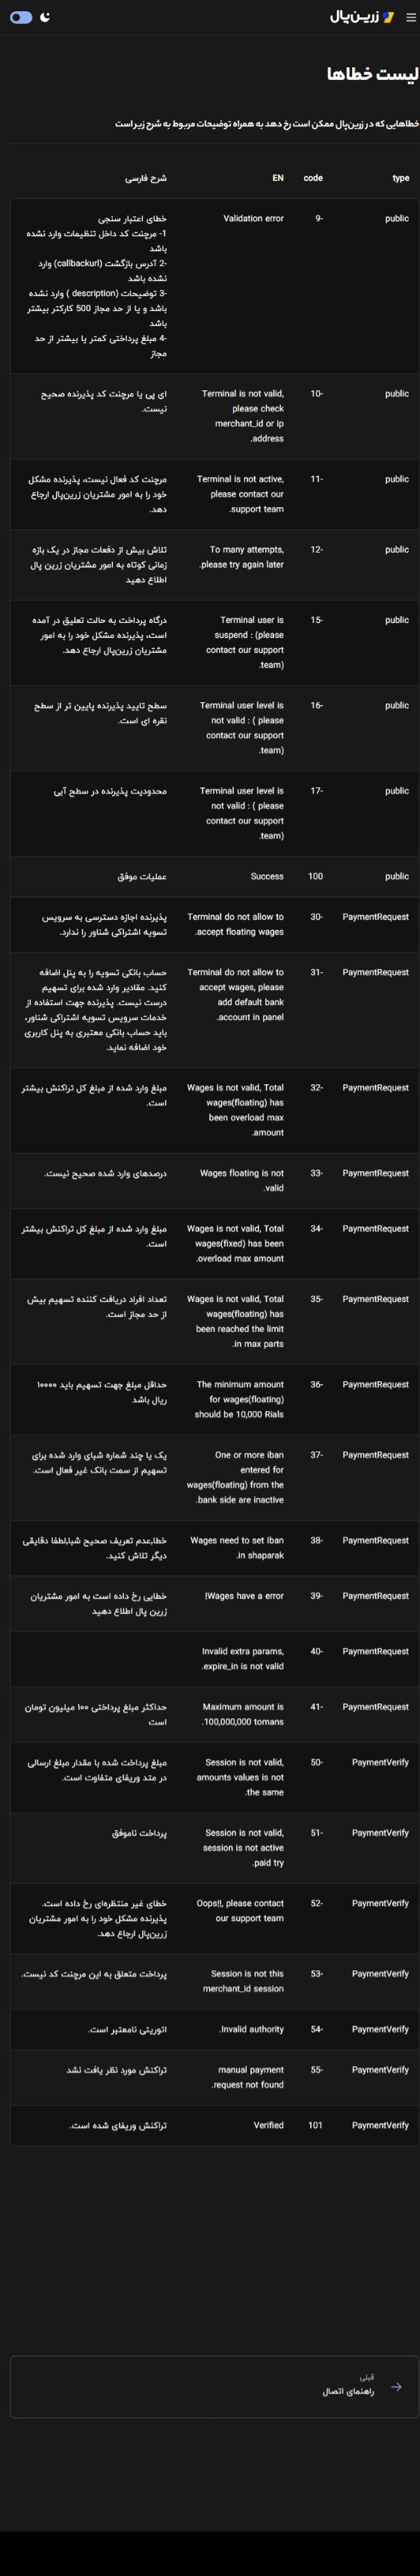 زرین‌پال
لیست خطاها
خطاهایی که در زرین‌پال ممکن است رخ دهد به همراه توضیحات مربوط به شرح زیر است
type code EN شرح فارسی
public -9 Validation error خطای اعتبار سنجی
1- مرچنت کد داخل تنظیمات وارد نشده
باشد
-2 آدرس بازگشت (callbackurl) وارد
نشده باشد
-3 توضیحات (description ) وارد نشده
باشد و یا از حد مجاز 500 کارکتر بیشتر
باشد
-4 مبلغ پرداختی کمتر یا بیشتر از حد
مجاز
public -10 Terminal is not valid,
please check
merchant_id or ip
address.
ای پی یا مرچنت کد پذیرنده صحیح
نیست.
public -11 Terminal is not active,
please contact our
support team.
مرچنت کد فعال نیست، پذیرنده مشکل
خود را به امور مشتریان زرین‌پال ارجاع
دهد.
public -12 To many attempts,
please try again later.
تلاش بیش از دفعات مجاز در یک بازه
زمانی کوتاه به امور مشتریان زرین پال
اطلاع دهید
public -15 Terminal user is
suspend : (please
contact our support
team).
درگاه پرداخت به حالت تعلیق در آمده
است، پذیرنده مشکل خود را به امور
مشتریان زرین‌پال ارجاع دهد.
public -16 Terminal user level is
not valid : ( please
contact our support
team).
سطح تایید پذیرنده پایین تر از سطح
نقره ای است.
public -17 Terminal user level is
not valid : ( please
contact our support
team).
محدودیت پذیرنده در سطح آبی
public 100 Success عملیات موفق
PaymentRequest -30 Terminal do not allow to
accept floating wages.
پذیرنده اجازه دسترسی به سرویس
تسویه اشتراکی شناور را ندارد.
PaymentRequest -31 Terminal do not allow to
accept wages, please
add default bank
account in panel.
حساب بانکی تسویه را به پنل اضافه
کنید. مقادیر وارد شده برای تسهیم
درست نیست. پذیرنده جهت استفاده از
خدمات سرویس تسویه اشتراکی شناور،
باید حساب بانکی معتبری به پنل کاربری
خود اضافه نماید.
PaymentRequest -32 Wages is not valid, Total
wages(floating) has
been overload max
amount.
مبلغ وارد شده از مبلغ کل تراکنش بیشتر
است.
PaymentRequest -33 Wages floating is not
valid.
درصدهای وارد شده صحیح نیست.
PaymentRequest -34 Wages is not valid, Total
wages(fixed) has been
overload max amount.
مبلغ وارد شده از مبلغ کل تراکنش بیشتر
است.
PaymentRequest -35 Wages is not valid, Total
wages(floating) has
been reached the limit
in max parts.
تعداد افراد دریافت کننده تسهیم بیش
از حد مجاز است.
PaymentRequest -36 The minimum amount
for wages(floating)
should be 10,000 Rials
حداقل مبلغ جهت تسهیم باید ۱۰۰۰۰
ریال باشد
PaymentRequest -37 One or more iban
entered for
wages(floating) from the
bank side are inactive.
یک یا چند شماره شبای وارد شده برای
تسهیم از سمت بانک غیر فعال است.
PaymentRequest -38 Wages need to set Iban
in shaparak.
خطا٬عدم تعریف صحیح شبا٬لطفا دقایقی
دیگر تلاش کنید.
PaymentRequest -39 Wages have a error! خطایی رخ داده است به امور مشتریان
زرین پال اطلاع دهید
PaymentRequest -40 Invalid extra params,
expire_in is not valid.
PaymentRequest -41 Maximum amount is
100,000,000 tomans.
حداکثر مبلغ پرداختی ۱۰۰ میلیون تومان
است
PaymentVerify -50 Session is not valid,
amounts values is not
the same.
مبلغ پرداخت شده با مقدار مبلغ ارسالی
در متد وریفای متفاوت است.
PaymentVerify -51 Session is not valid,
session is not active
paid try.
پرداخت ناموفق
PaymentVerify -52 Oops!!, please contact
our support team
خطای غیر منتظره‌ای رخ داده است.
پذیرنده مشکل خود را به امور مشتریان
زرین‌پال ارجاع دهد.
PaymentVerify -53 Session is not this
merchant_id session
پرداخت متعلق به این مرچنت کد نیست.
PaymentVerify -54 Invalid authority. اتوریتی نامعتبر است.
PaymentVerify -55 manual payment
request not found.
تراکنش مورد نظر یافت نشد
PaymentVerify 101 Verified تراکنش وریفای شده است.
قبلی
راهنمای اتصال